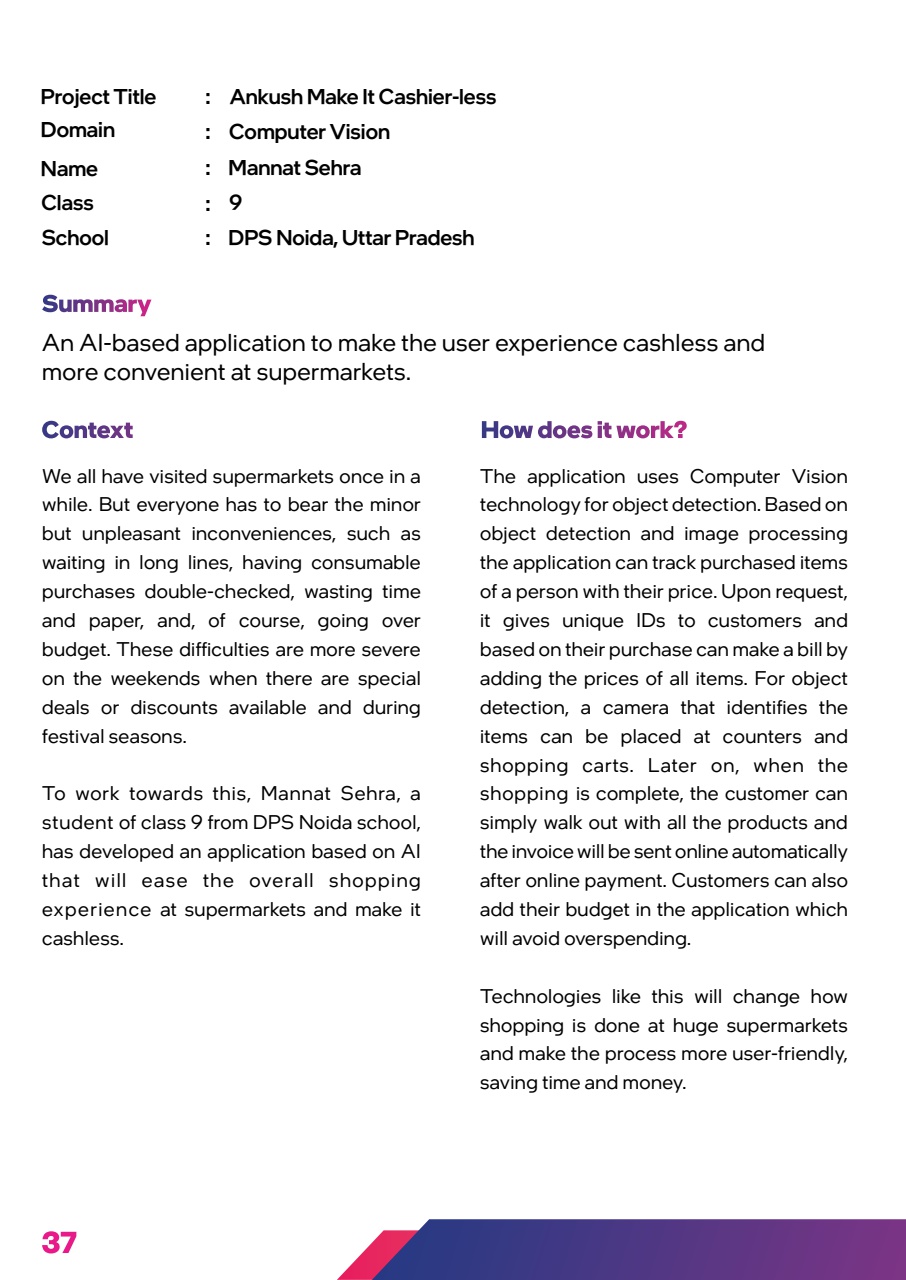 Project Title : Ankush Make It Cashier-less
Domain : Computer Vision
Name : Mannat Sehra
Class : 9
School : DPS Noida, Uttar Pradesh
Summary
An AI-based application to make the user experience cashless and
more convenient at supermarkets.
Context
We all have visited supermarkets once in a
while. But everyone has to bear the minor
but unpleasant inconveniences, such as
waiting in long lines, having consumable
purchases double-checked, wasting time
and paper, and, of course, going over
budget. These difficulties are more severe
on the weekends when there are special
deals or discounts available and during
festival seasons.
To work towards this, Mannat Sehra, a
student of class 9 from DPS Noida school,
has developed an application based on AI
that will ease the overall shopping
experience at supermarkets and make it
cashless.
How does it work?
The application uses Computer Vision
technology for object detection. Based on
object detection and image processing
the application can track purchased items
of a person with their price. Upon request,
it gives unique IDs to customers and
based on their purchase can make a bill by
adding the prices of all items. For object
detection, a camera that identifies the
items can be placed at counters and
shopping carts. Later on, when the
shopping is complete, the customer can
simply walk out with all the products and
the invoice will be sent online automatically
after online payment. Customers can also
add their budget in the application which
will avoid overspending.
Technologies like this will change how
shopping is done at huge supermarkets
and make the process more user-friendly,
saving time and money.
37